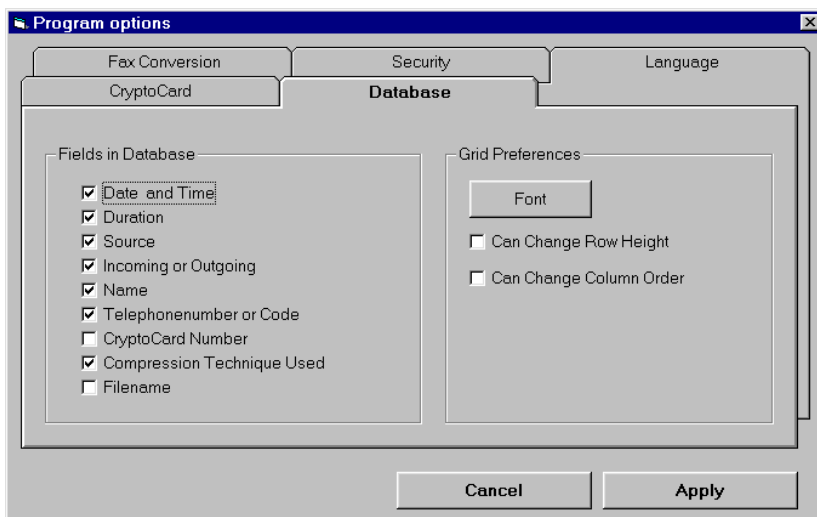 Program options
Fax Conversion
Security
Language
CryptoCard
Database
Fields in Database
Date and Time
Duration
Source
Incoming or Outgoing
Name
Telephonenumber or Code
CryptoCard Number
Compression Technique Used
Filename
Grid Preferences
Font
Can Change Row Height
Can Change Column Order
Cancel
Apply